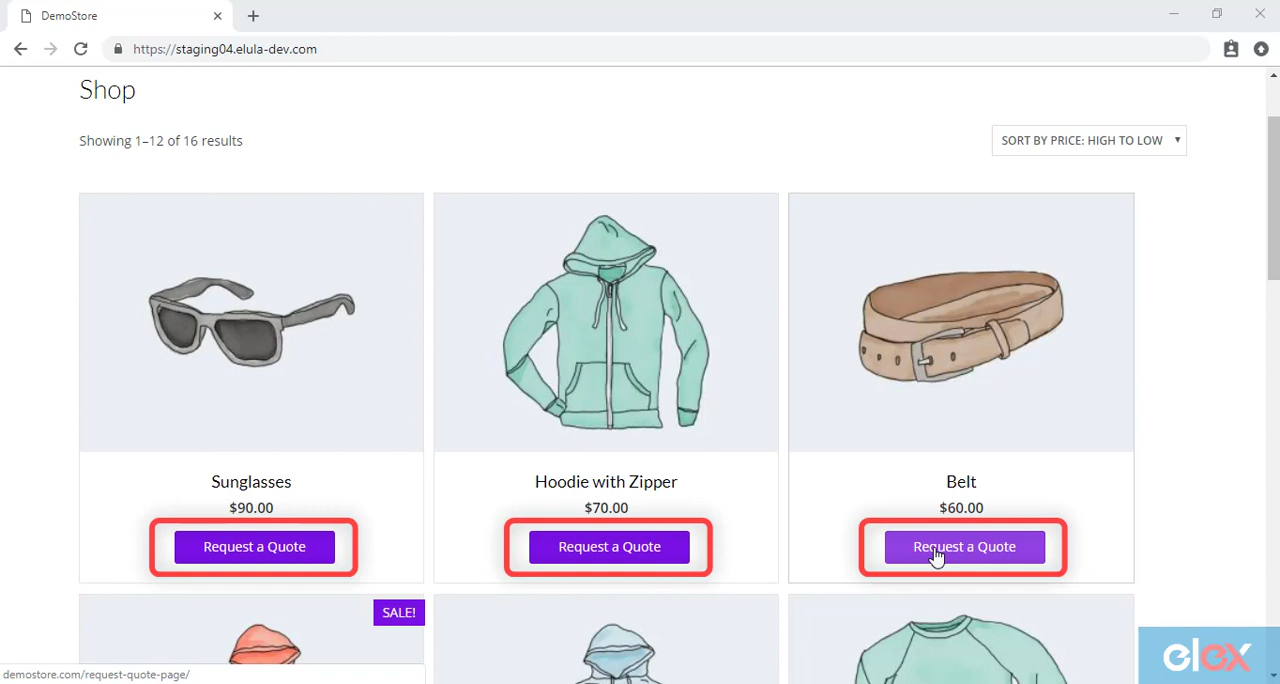 DemoStore
https://staging04.elula-dev.com
Shop
Showing 1–12 of 16 results
SORT BY PRICE: HIGH TO LOW
Sunglasses
$90.00
Request a Quote
Hoodie with Zipper
$70.00
Request a Quote
Belt
$60.00
Request a Quote
SALE!
elex
demostore.com/request-quote-page/